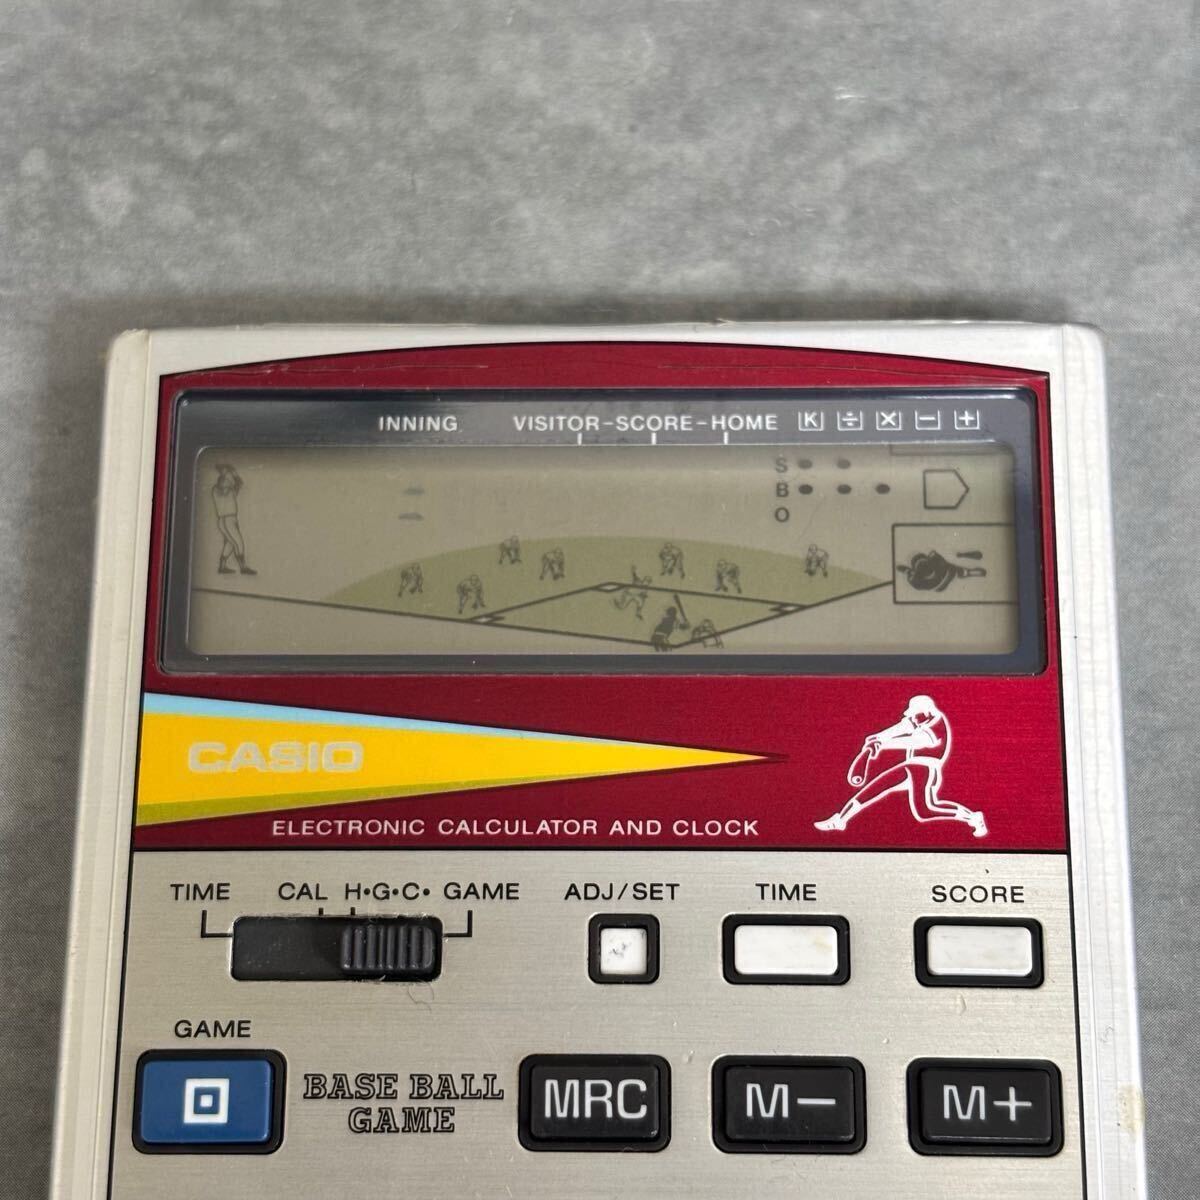 INNING VISITOR-SCORE-HOME K ÷ × − +
S
B
O
CASIO
ELECTRONIC CALCULATOR AND CLOCK
TIME CAL H•G•C• GAME ADJ/SET TIME SCORE
GAME
BASE BALL
GAME
MRC M− M+